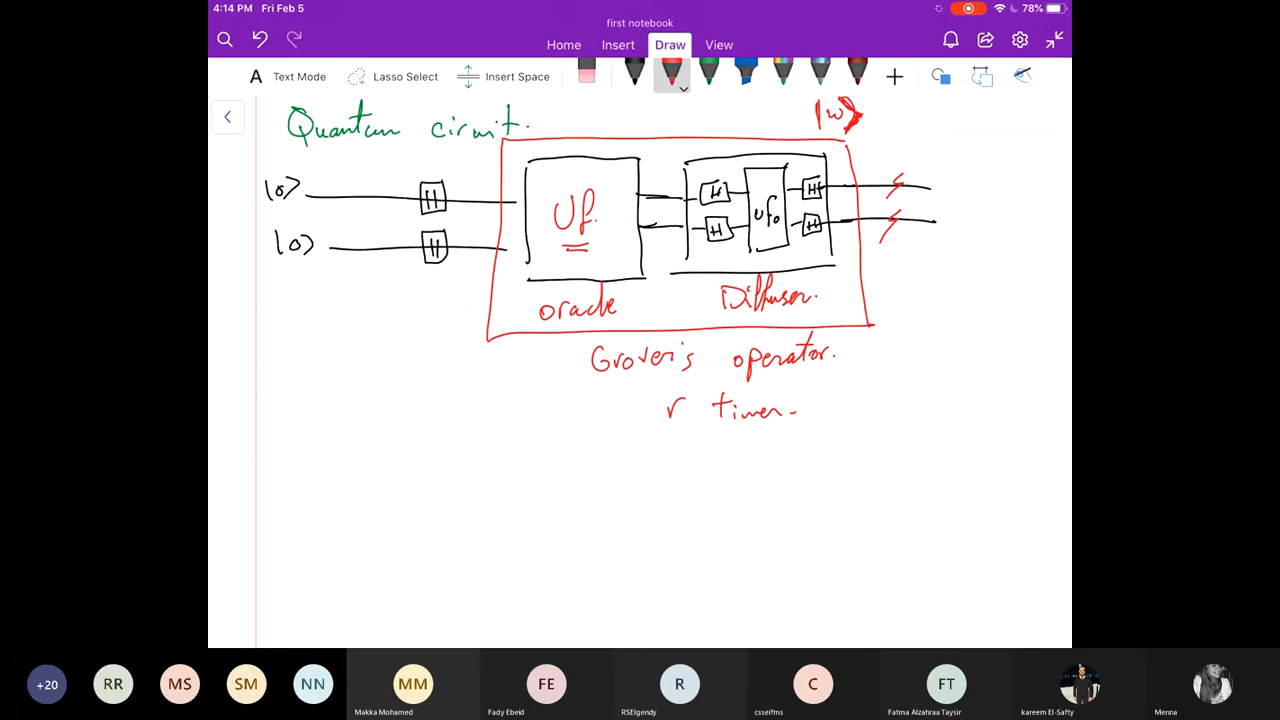 4:14 PM Fri Feb 5
78%
first notebook
Home Insert Draw View
A Text Mode Lasso Select Insert Space
Quantum circuit.
|w>
|0> H
|0> H
Uf.
H Ufo H
H H
oracle
Diffuser.
Grover's operator.
r times.
+20 RR MS SM NN MM FE R C FT
Makka Mohamed Fady Ebeid RSElgendy csseifms Fatma Alzahraa Taysir kareem El-Safty Menna